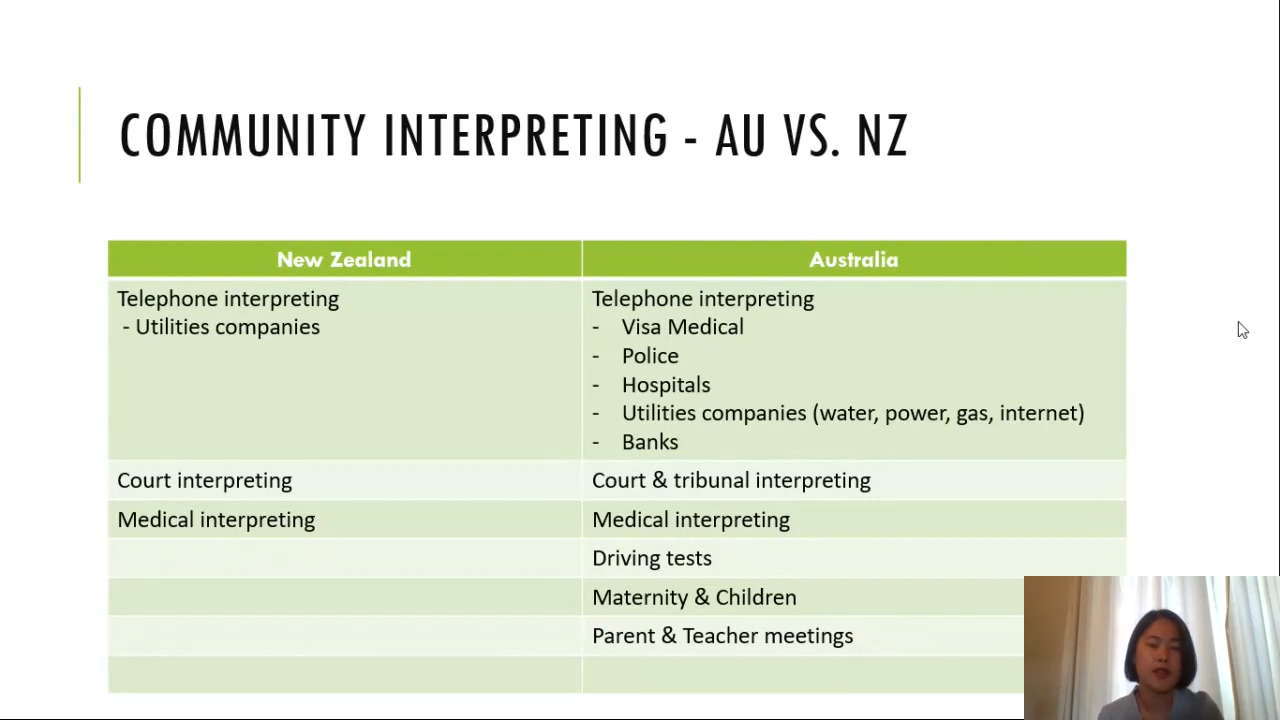 COMMUNITY INTERPRETING - AU VS. NZ
New Zealand
Australia
Telephone interpreting
- Utilities companies
Telephone interpreting
- Visa Medical
- Police
- Hospitals
- Utilities companies (water, power, gas, internet)
- Banks
Court interpreting
Court & tribunal interpreting
Medical interpreting
Medical interpreting
Driving tests
Maternity & Children
Parent & Teacher meetings